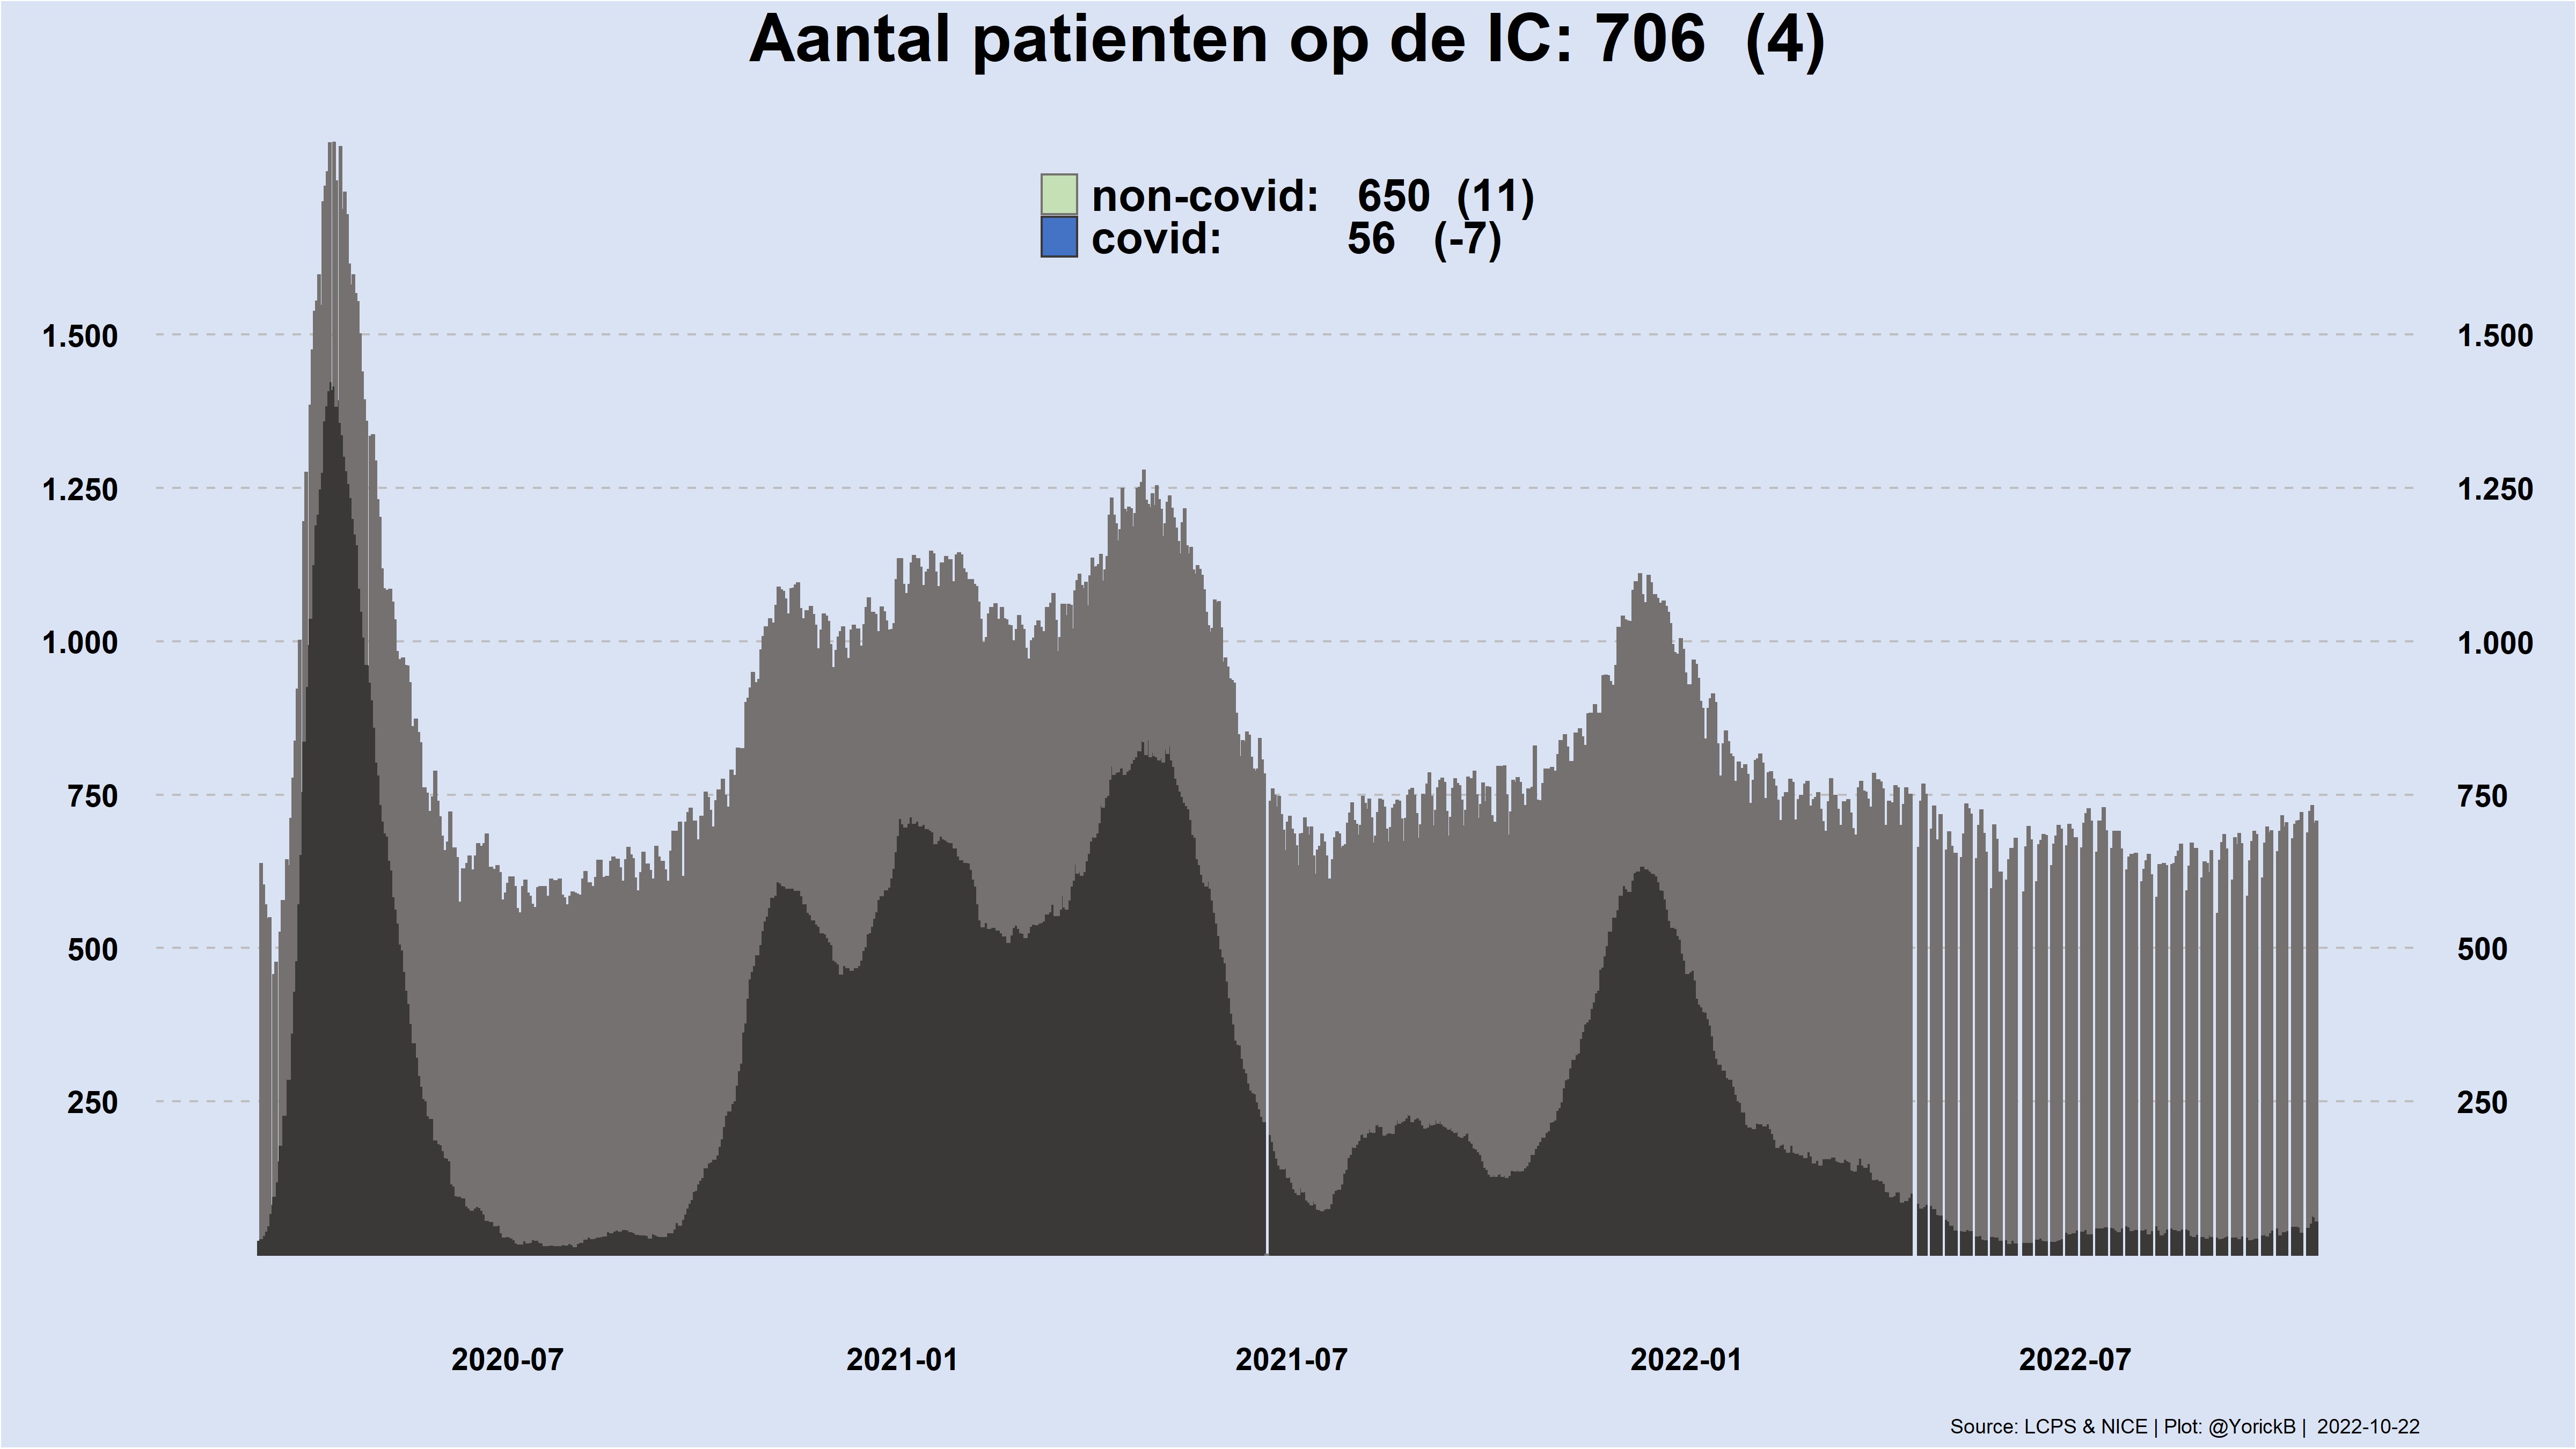 Aantal patienten op de IC: 706 (4)
non-covid: 650 (11)
covid: 56 (-7)
1.500 1.500
1.250 1.250
1.000 1.000
750 750
500 500
250 250
2020-07 2021-01 2021-07 2022-01 2022-07
Source: LCPS & NICE | Plot: @YorickB | 2022-10-22